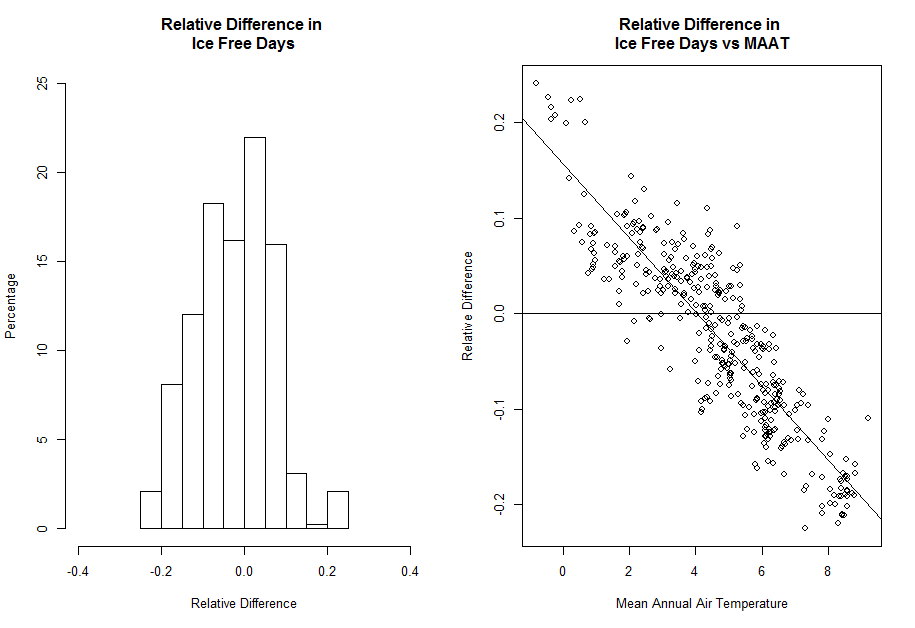 Relative Difference in
Ice Free Days
Percentage
25
20
15
10
5
0
-0.4
-0.2
0.0
0.2
0.4
Relative Difference
Relative Difference in
Ice Free Days vs MAAT
Relative Difference
0.2
0.1
0.0
-0.1
-0.2
0
2
4
6
8
Mean Annual Air Temperature